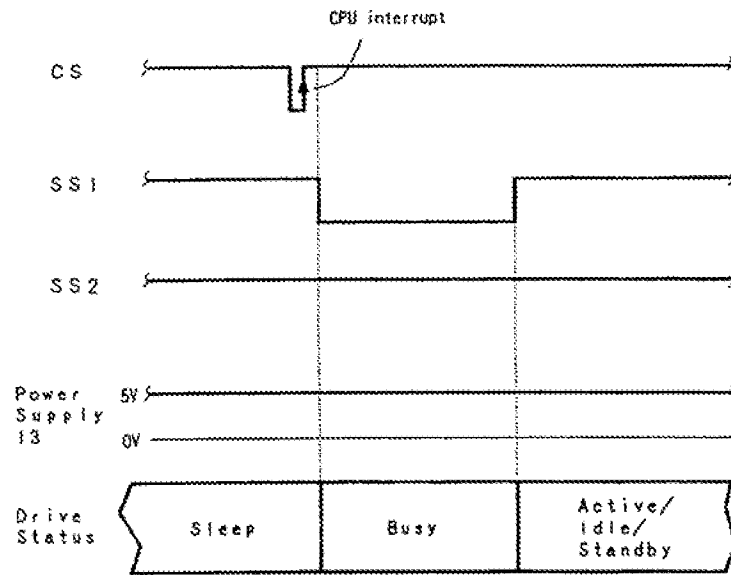 CPU interrupt
CS
SS1
SS2
Power
Supply
13
5V
0V
Drive
Status
Sleep
Busy
Active/
Idle/
Standby